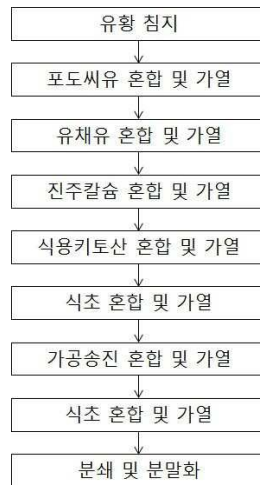 유황 침지
포도씨유 혼합 및 가열
유채유 혼합 및 가열
진주칼슘 혼합 및 가열
식용키토산 혼합 및 가열
식초 혼합 및 가열
가공송진 혼합 및 가열
식초 혼합 및 가열
분쇄 및 분말화